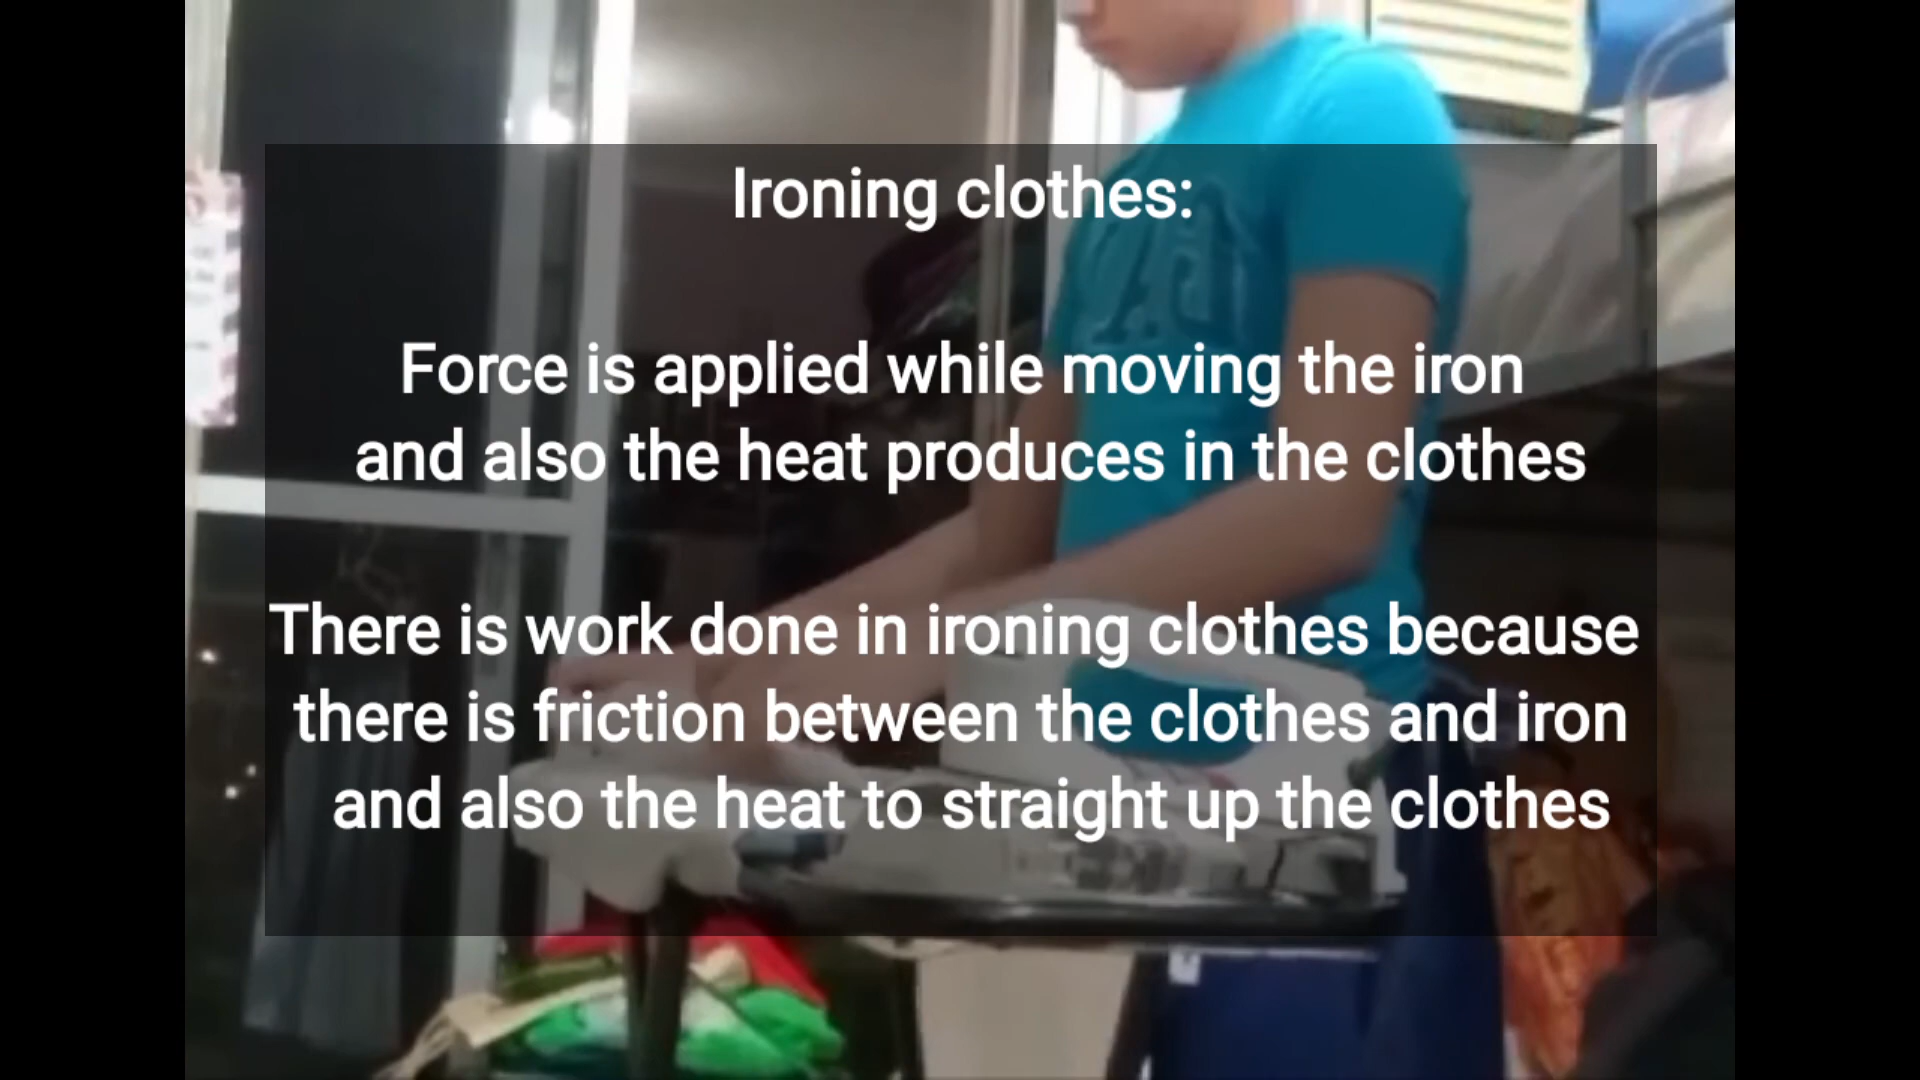 Ironing clothes:
Force is applied while moving the iron
and also the heat produces in the clothes
There is work done in ironing clothes because
there is friction between the clothes and iron
and also the heat to straight up the clothes